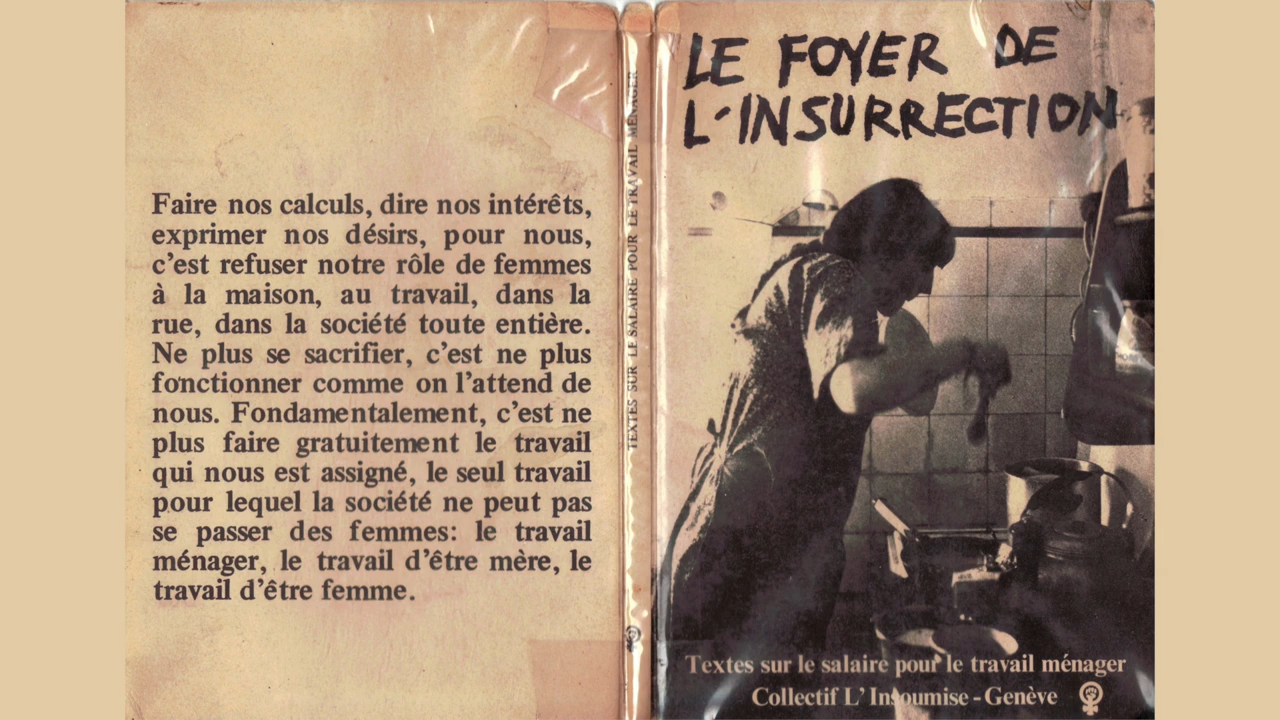 Faire nos calculs, dire nos intérêts,
exprimer nos désirs, pour nous,
c'est refuser notre rôle de femmes
à la maison, au travail, dans la
rue, dans la société toute entière.
Ne plus se sacrifier, c'est ne plus
fonctionner comme on l'attend de
nous. Fondamentalement, c'est ne
plus faire gratuitement le travail
qui nous est assigné, le seul travail
pour lequel la société ne peut pas
se passer des femmes: le travail
ménager, le travail d'être mère, le
travail d'être femme.
TEXTES SUR LE SALAIRE POUR LE TRAVAIL MÉNAGER
LE FOYER DE
L'INSURRECTION
Textes sur le salaire pour le travail ménager
Collectif L'Insoumise - Genève